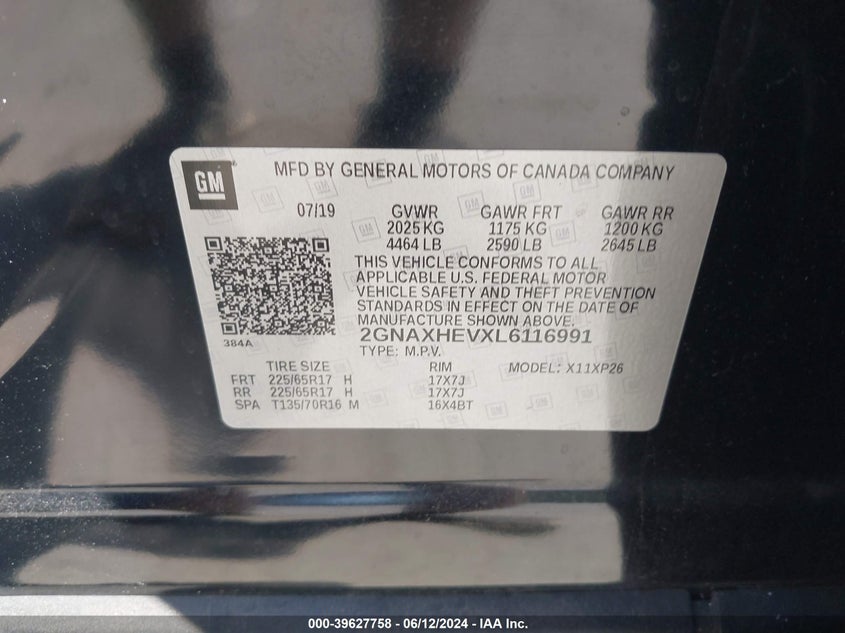 GM
MFD BY GENERAL MOTORS OF CANADA COMPANY
07/19 GVWR GAWR FRT GAWR RR
2025 KG 1175 KG 1200 KG
4464 LB 2590 LB 2645 LB
THIS VEHICLE CONFORMS TO ALL
APPLICABLE U.S. FEDERAL MOTOR
VEHICLE SAFETY AND THEFT PREVENTION
STANDARDS IN EFFECT ON THE DATE OF
MANUFACTURE SHOWN ABOVE.
384A
2GNAXHEVXL6116991
TYPE: M.P.V.
TIRE SIZE RIM MODEL: X11XP26
FRT 225/65R17 H 17X7J
RR 225/65R17 H 17X7J
SPA T135/70R16 M 16X4BT
000-39627758 - 06/12/2024 - IAA Inc.